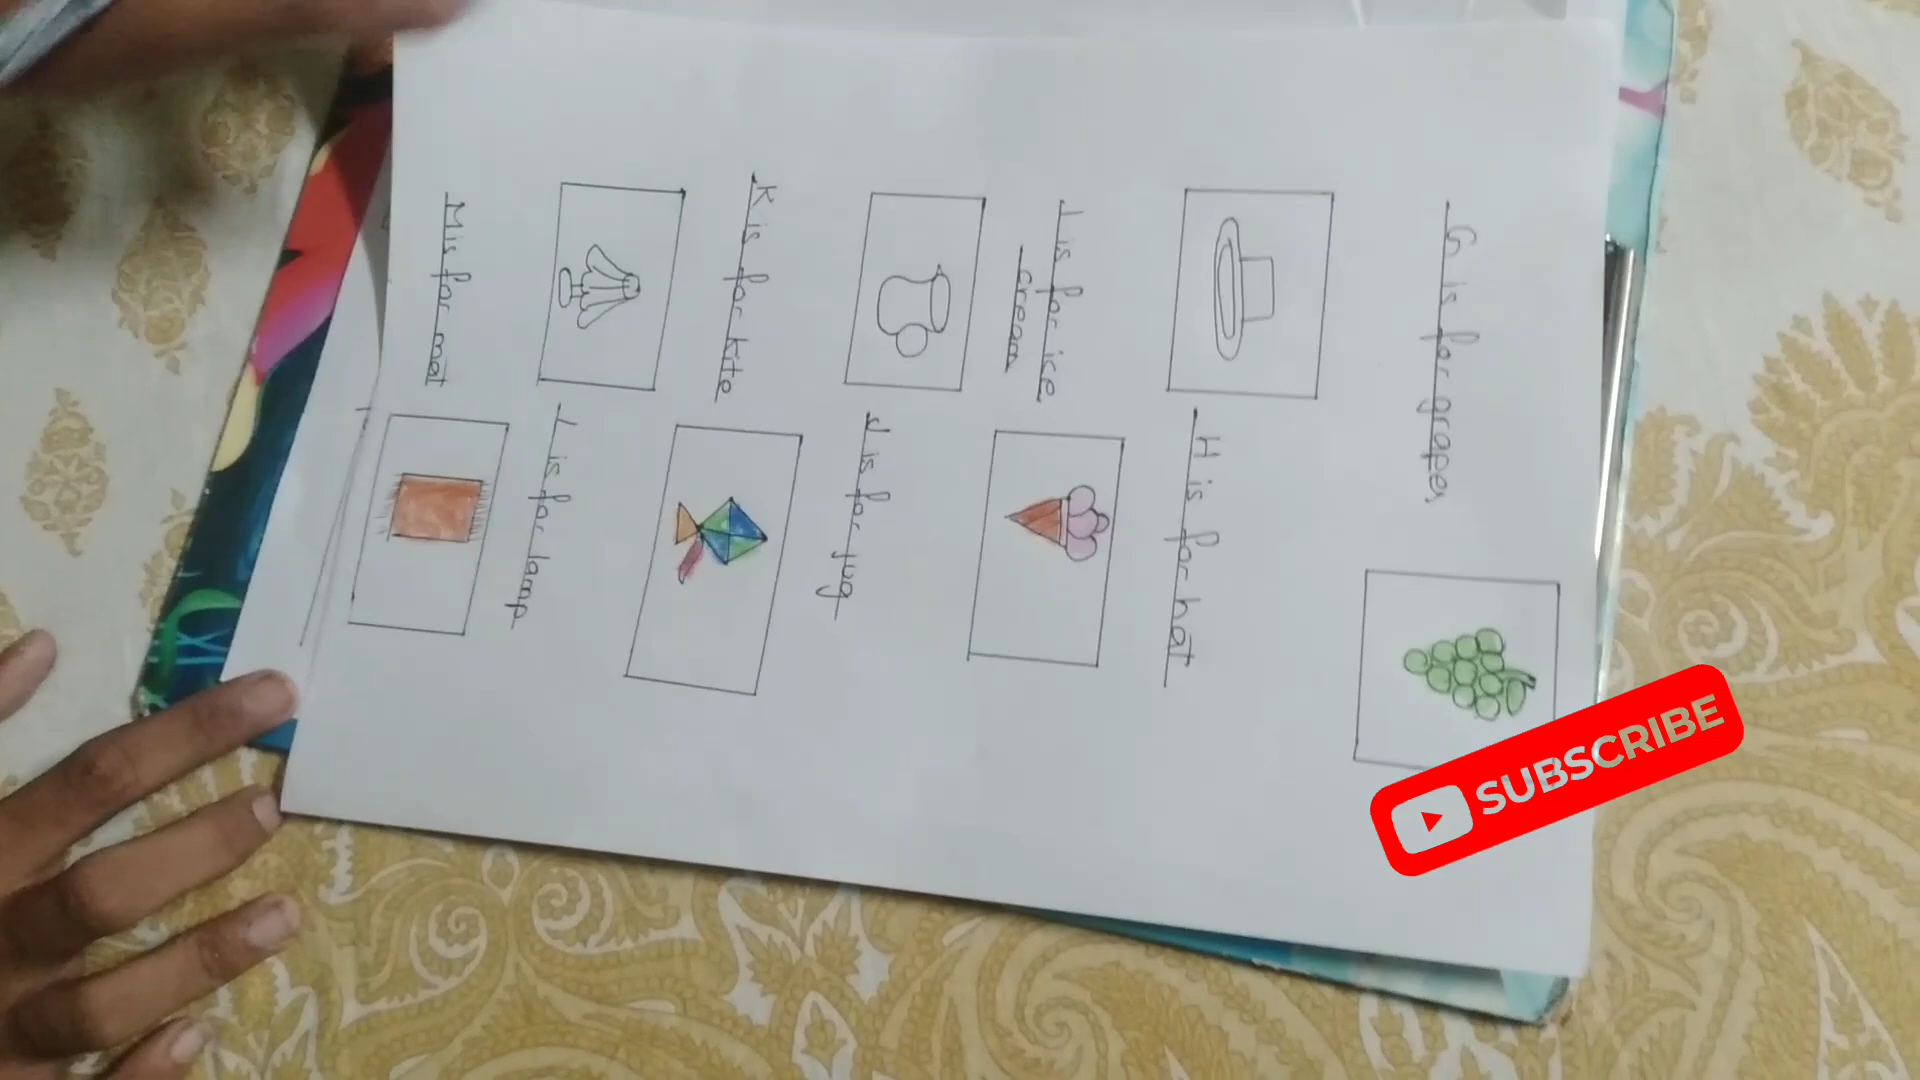 G is for grapes
H is for hat
I is for ice
cream
J is for jug
K is for kite
L is for lamp
M is for mat
SUBSCRIBE